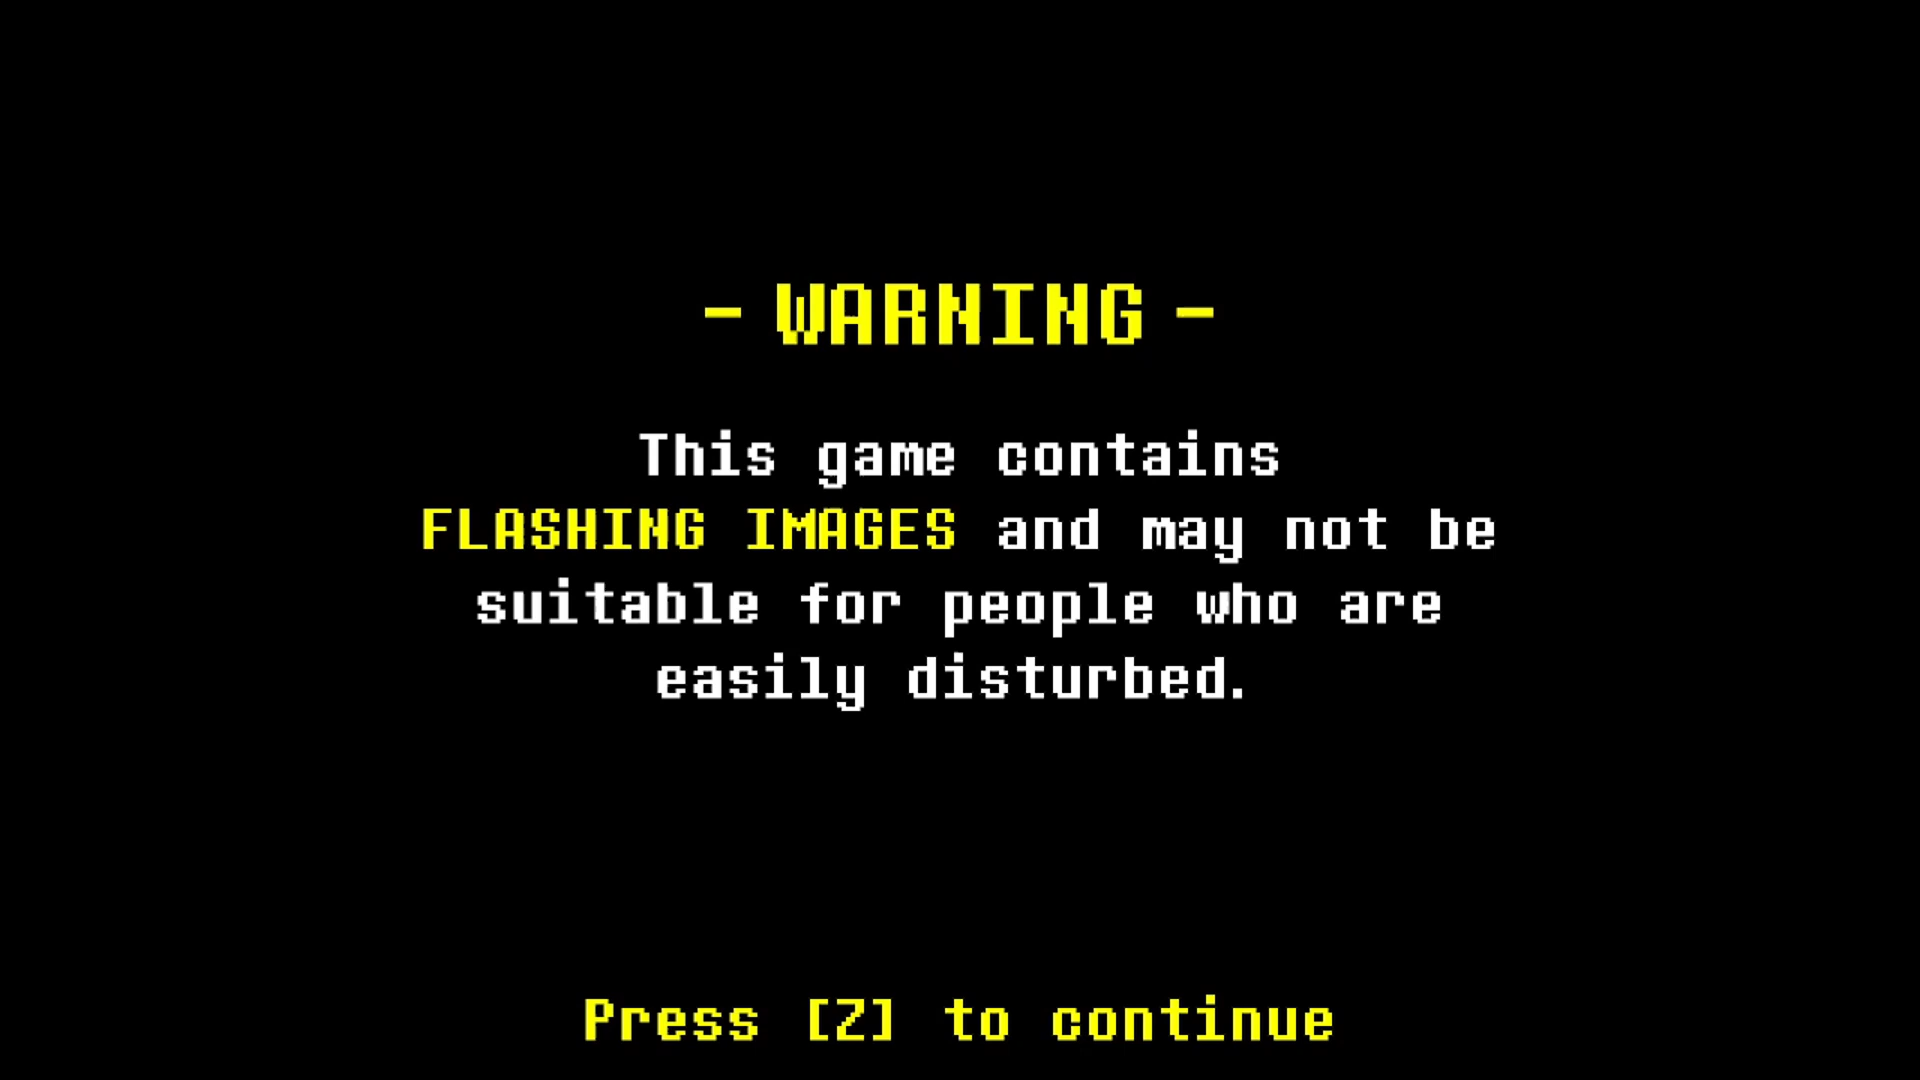 - WARNING -
This game contains
FLASHING IMAGES and may not be
suitable for people who are
easily disturbed.
Press [Z] to continue